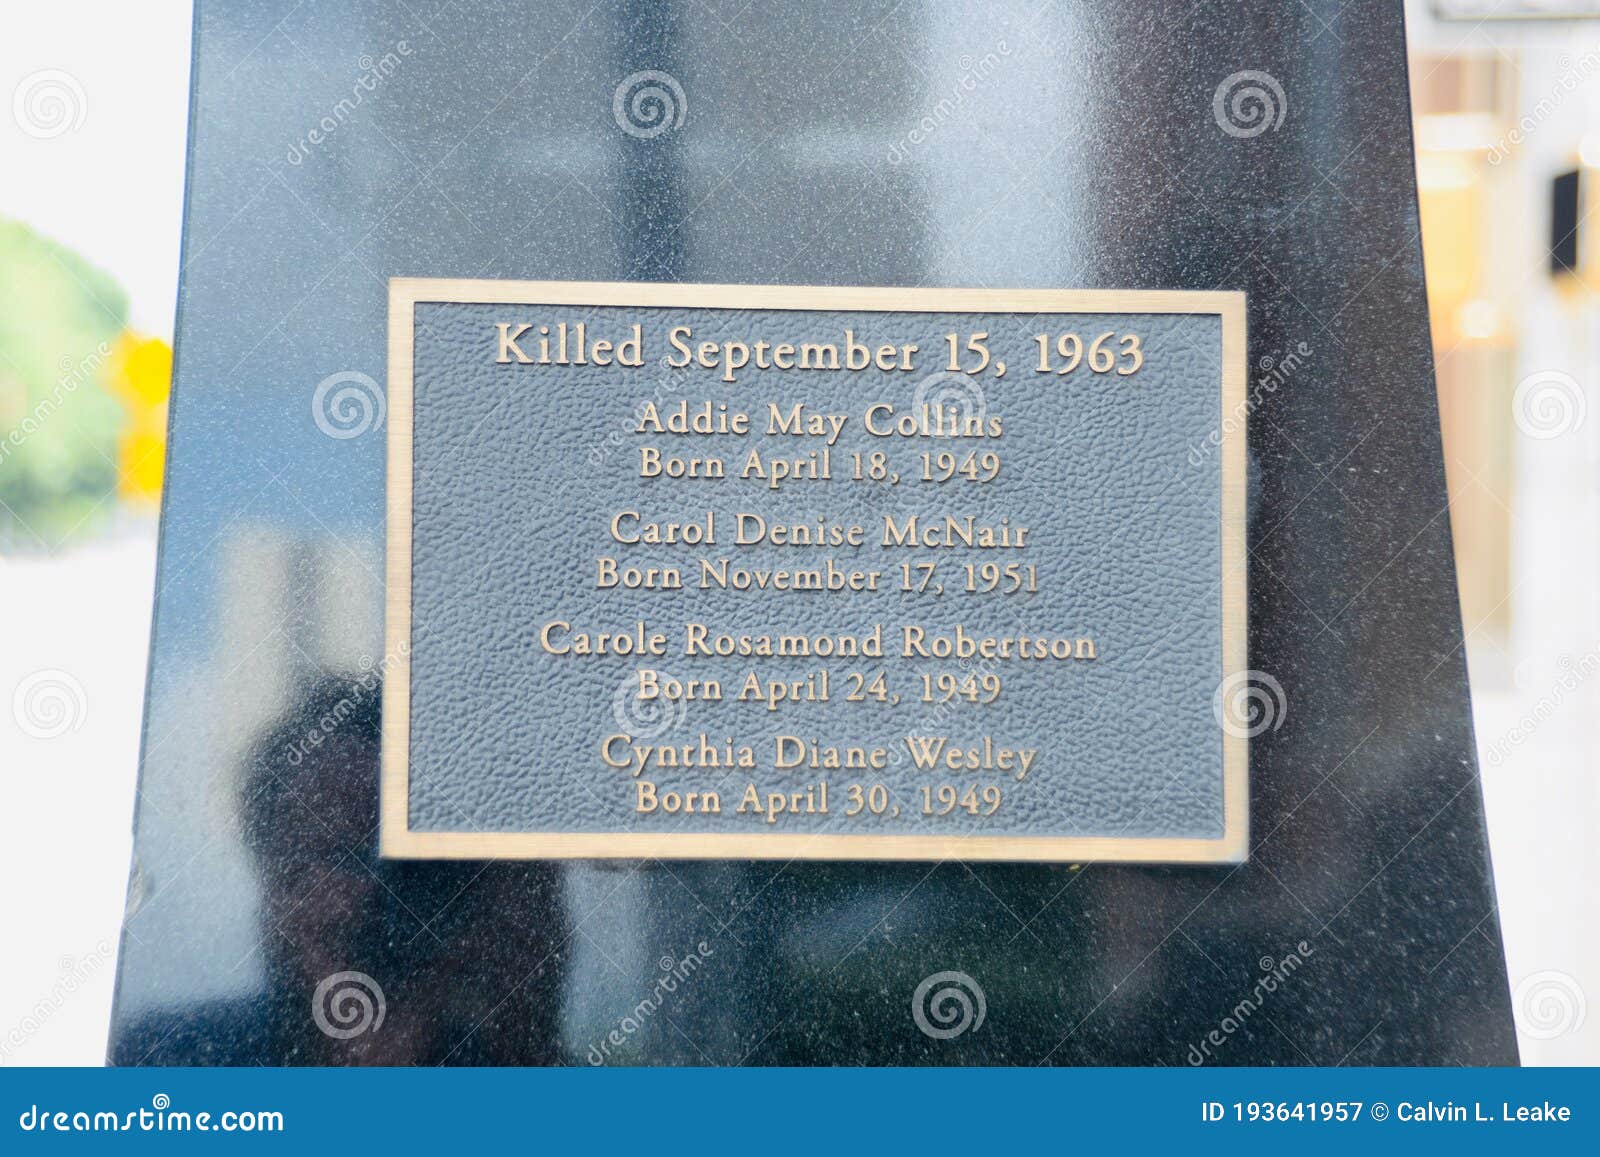 Killed September 15, 1963
Addie May Collins
Born April 18, 1949
Carol Denise McNair
Born November 17, 1951
Carole Rosamond Robertson
Born April 24, 1949
Cynthia Diane Wesley
Born April 30, 1949
dreamstime.com
ID 193641957 © Calvin L. Leake